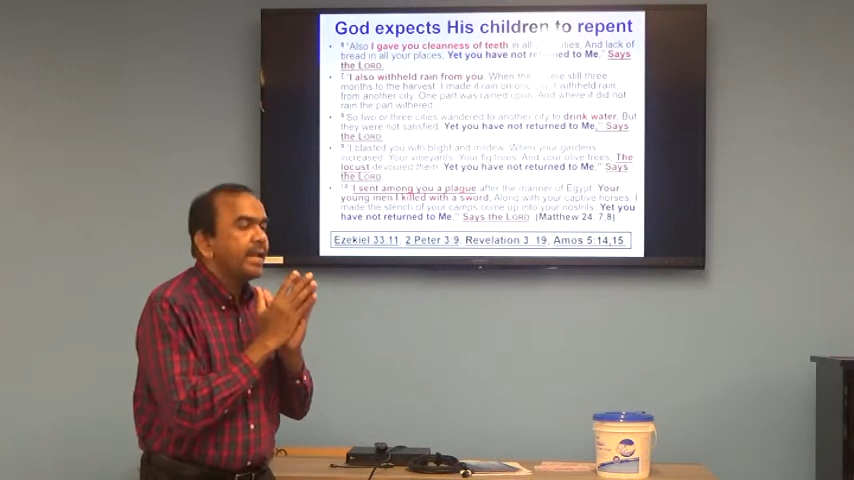 God expects His children to repent
• 6 "Also I gave you cleanness of teeth in all ities, And lack of
bread in all your places; Yet you have not returned to Me," Says
the LORD.
• 7 "I also withheld rain from you, When the re still three
months to the harvest. I made it rain on one I withheld rain
from another city. One part was rained upon, And where it did not
rain the part withered.
• 8 So two or three cities wandered to another city to drink water, But
they were not satisfied; Yet you have not returned to Me," Says
the LORD.
• 9 "I blasted you with blight and mildew. When your gardens
increased, Your vineyards, Your fig trees, And your olive trees, The
locust devoured them; Yet you have not returned to Me," Says
the LORD.
• 10 I sent among you a plague after the manner of Egypt; Your
young men I killed with a sword, Along with your captive horses; I
made the stench of your camps come up into your nostrils, Yet you
have not returned to Me," Says the LORD (Matthew 24:7,8)
Ezekiel 33:11, 2 Peter 3:9, Revelation 3:19, Amos 5:14,15